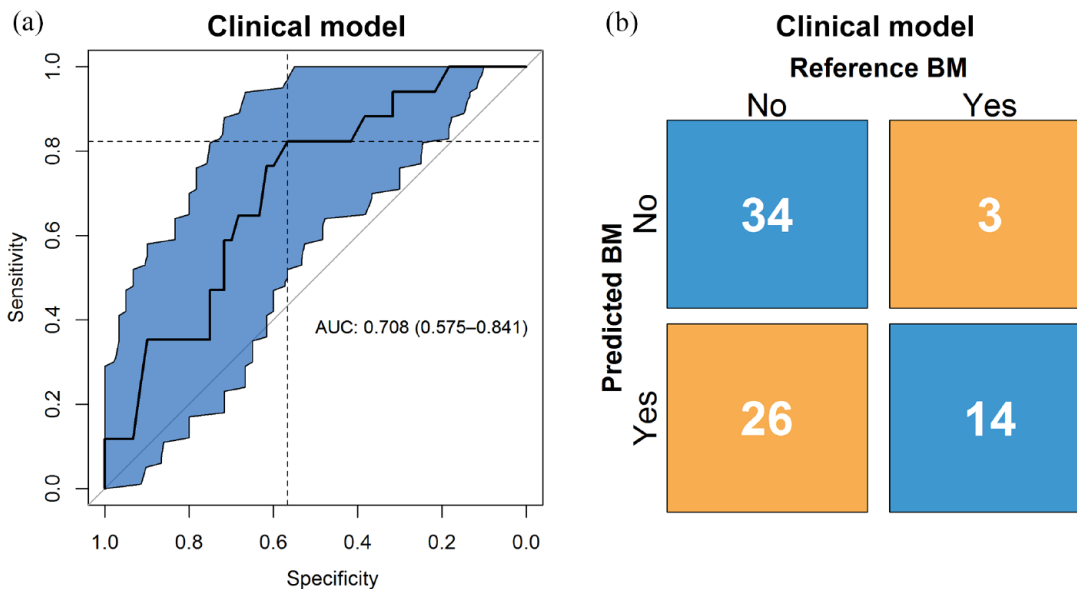 (a)
Clinical model
1.0
0.8
0.6
0.4
0.2
0.0
Sensitivity
AUC: 0.708 (0.575–0.841)
1.0 0.8 0.6 0.4 0.2 0.0
Specificity
(b)
Clinical model
Reference BM
No Yes
Predicted BM
No
34 3
Yes
26 14